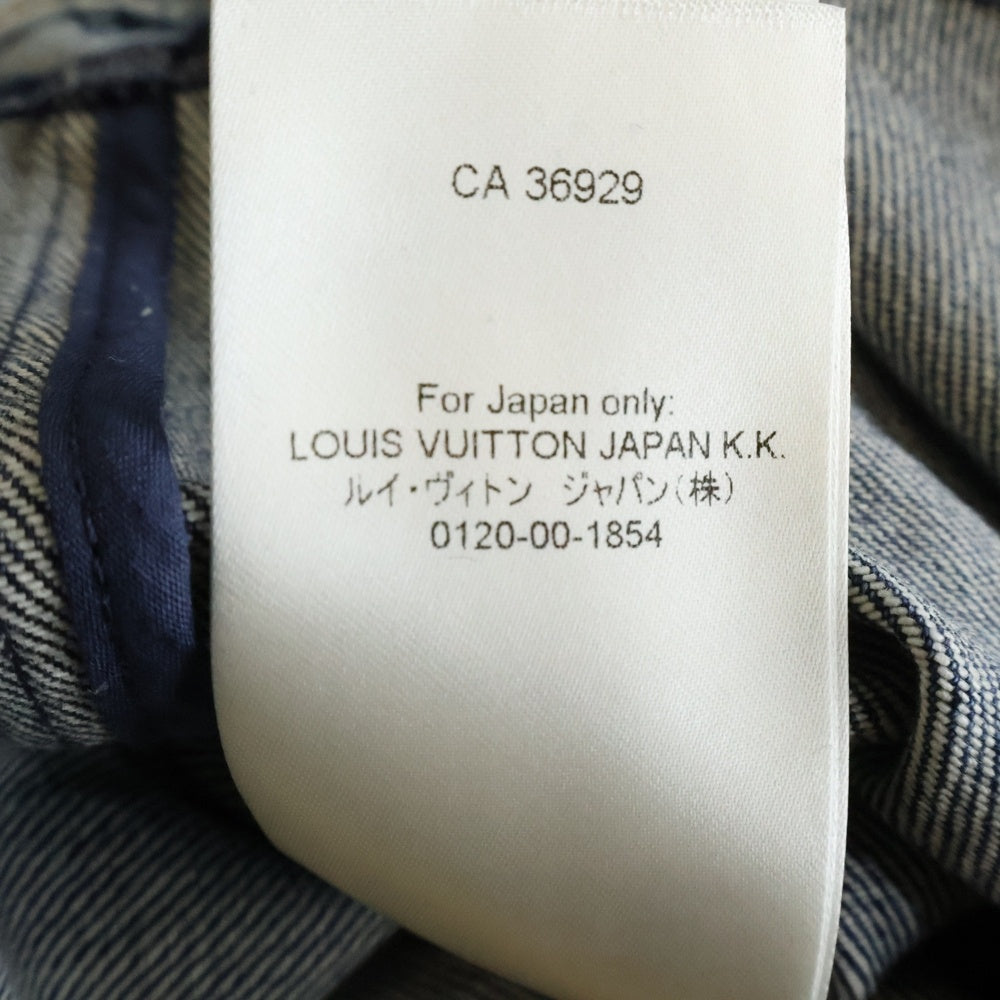 CA 36929
For Japan only:
LOUIS VUITTON JAPAN K.K.
ルイ・ヴィトン　ジャパン(株)
0120-00-1854